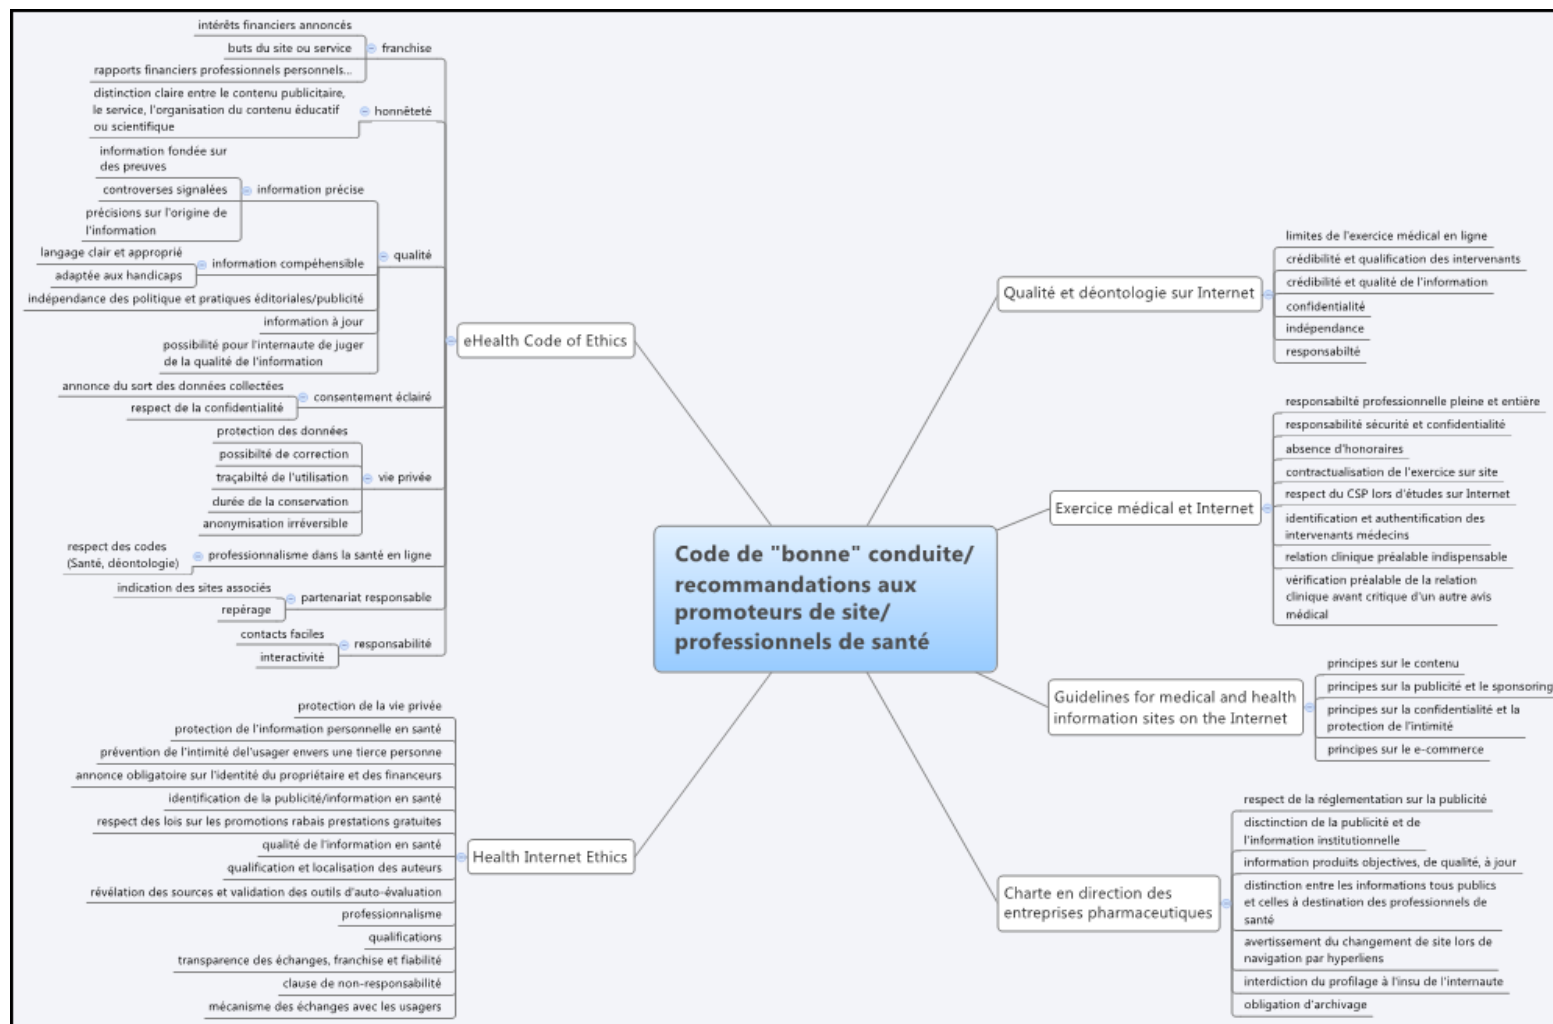 intérêts financiers annoncés
buts du site ou service
franchise
rapports financiers professionnels personnels...
distinction claire entre le contenu publicitaire,
le service, l'organisation du contenu éducatif
ou scientifique
honnêteté
information fondée sur
des preuves
controverses signalées
information précise
précisions sur l'origine de
l'information
langage clair et approprié
adaptée aux handicaps
information compéhensible
qualité
indépendance des politique et pratiques éditoriales/publicité
information à jour
possibilité pour l'internaute de juger
de la qualité de l'information
eHealth Code of Ethics
annonce du sort des données collectées
respect de la confidentialité
consentement éclairé
protection des données
possibilté de correction
traçabilté de l'utilisation
vie privée
durée de la conservation
anonymisation irréversible
respect des codes
(Santé, déontologie)
professionnalisme dans la santé en ligne
indication des sites associés
repérage
partenariat responsable
contacts faciles
interactivité
responsabilité
protection de la vie privée
protection de l'information personnelle en santé
prévention de l'intimité del'usager envers une tierce personne
annonce obligatoire sur l'identité du propriétaire et des financeurs
identification de la publicité/information en santé
respect des lois sur les promotions rabais prestations gratuites
qualité de l'information en santé
Health Internet Ethics
qualification et localisation des auteurs
révélation des sources et validation des outils d'auto-évaluation
professionnalisme
qualifications
transparence des échanges, franchise et fiabilité
clause de non-responsabilité
mécanisme des échanges avec les usagers
Code de "bonne" conduite/
recommandations aux
promoteurs de site/
professionnels de santé
Qualité et déontologie sur Internet
limites de l'exercice médical en ligne
crédibilité et qualification des intervenants
crédibilité et qualité de l'information
confidentialité
indépendance
responsabilté
Exercice médical et Internet
responsabilté professionnelle pleine et entière
responsabilité sécurité et confidentialité
absence d'honoraires
contractualisation de l'exercice sur site
respect du CSP lors d'études sur Internet
identification et authentification des
intervenants médecins
relation clinique préalable indispensable
vérification préalable de la relation
clinique avant critique d'un autre avis
médical
Guidelines for medical and health
information sites on the Internet
principes sur le contenu
principes sur la publicité et le sponsoring
principes sur la confidentialité et la
protection de l'intimité
principes sur le e-commerce
Charte en direction des
entreprises pharmaceutiques
respect de la réglementation sur la publicité
disctinction de la publicité et de
l'information institutionnelle
information produits objectives, de qualité, à jour
distinction entre les informations tous publics
et celles à destination des professionnels de
santé
avertissement du changement de site lors de
navigation par hyperliens
interdiction du profilage à l'insu de l'internaute
obligation d'archivage